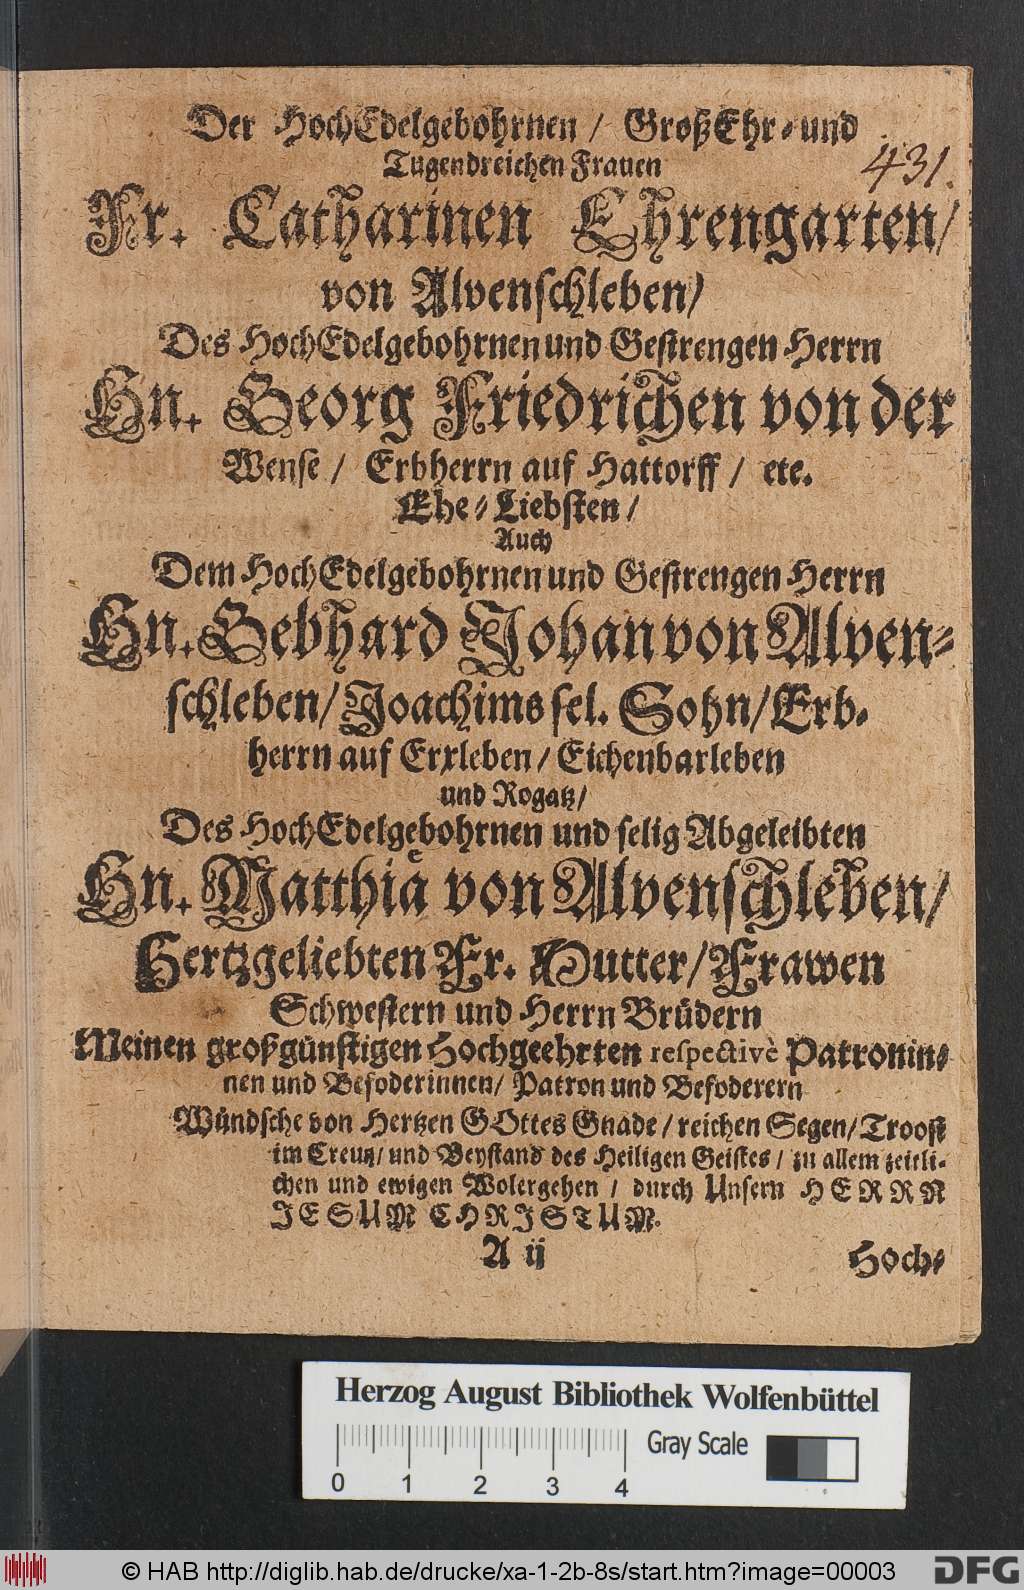 Der HochEdelgebohrnen / GroßEhr- und
Tugendreichen Frauen
431.
Fr. Catharinen Ehrengarten /
von Alvenschleben /
Des HochEdelgebohrnen und Gestrengen Herrn
Hn. Georg Friedrichen von der
Wense / Erbherrn auf Hattorff / etc.
Ehe-Liebsten /
Auch
Dem HochEdelgebohrnen und Gestrengen Herrn
Hn. Gebhard Johan von Alven-
schleben / Joachims sel. Sohn / Erb-
herrn auf Erxleben / Eichenbarleben
und Rogatz /
Des HochEdelgebohrnen und selig Abgeleibten
Hn. Matthię von Alvenschleben /
Hertzgeliebten Fr. Mutter / Frawen
Schwestern und Herrn Brüdern
Meinen großgünstigen Hochgeehrten respectivè Patronin-
nen und Befoderinnen / Patron und Befoderern
Wündsche von Hertzen GOttes Gnade / reichen Segen / Troost
im Creutz / und Beystand des Heiligen Geistes / zu allem zeitli-
chen und ewigen Wolergehen / durch Unsern HERRN
JESUM CHRISTUM.
A ij
Hoch-
Herzog August Bibliothek Wolfenbüttel
Gray Scale
0 1 2 3 4
© HAB http://diglib.hab.de/drucke/xa-1-2b-8s/start.htm?image=00003
DFG